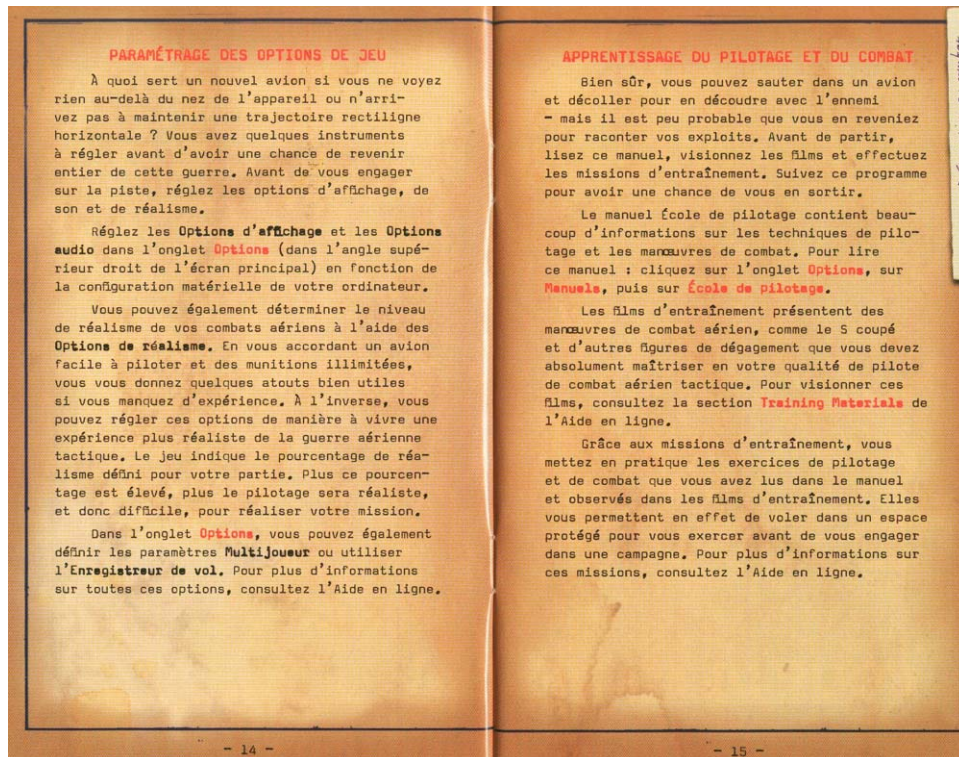 PARAMÉTRAGE DES OPTIONS DE JEU
À quoi sert un nouvel avion si vous ne voyez
rien au-delà du nez de l'appareil ou n'arri-
vez pas à maintenir une trajectoire rectiligne
horizontale ? Vous avez quelques instruments
à régler avant d'avoir une chance de revenir
entier de cette guerre. Avant de vous engager
sur la piste, réglez les options d'affichage, de
son et de réalisme.
Réglez les Options d'affichage et les Options
audio dans l'onglet Options (dans l'angle supé-
rieur droit de l'écran principal) en fonction de
la configuration matérielle de votre ordinateur.
Vous pouvez également déterminer le niveau
de réalisme de vos combats aériens à l'aide des
Options de réalisme. En vous accordant un avion
facile à piloter et des munitions illimitées,
vous vous donnez quelques atouts bien utiles
si vous manquez d'expérience. À l'inverse, vous
pouvez régler ces options de manière à vivre une
expérience plus réaliste de la guerre aérienne
tactique. Le jeu indique le pourcentage de réa-
lisme défini pour votre partie. Plus ce pourcen-
tage est élevé, plus le pilotage sera réaliste,
et donc difficile, pour réaliser votre mission.
Dans l'onglet Options, vous pouvez également
définir les paramètres Multijoueur ou utiliser
l'Enregistreur de vol. Pour plus d'informations
sur toutes ces options, consultez l'Aide en ligne.
- 14 -
APPRENTISSAGE DU PILOTAGE ET DU COMBAT
Bien sûr, vous pouvez sauter dans un avion
et décoller pour en découdre avec l'ennemi
- mais il est peu probable que vous en reveniez
pour raconter vos exploits. Avant de partir,
lisez ce manuel, visionnez les films et effectuez
les missions d'entraînement. Suivez ce programme
pour avoir une chance de vous en sortir.
Le manuel École de pilotage contient beau-
coup d'informations sur les techniques de pilo-
tage et les manœuvres de combat. Pour lire
ce manuel : cliquez sur l'onglet Options, sur
Manuels, puis sur École de pilotage.
Les films d'entraînement présentent des
manœuvres de combat aérien, comme le S coupé
et d'autres figures de dégagement que vous devez
absolument maîtriser en votre qualité de pilote
de combat aérien tactique. Pour visionner ces
films, consultez la section Training Materials de
l'Aide en ligne.
Grâce aux missions d'entraînement, vous
mettez en pratique les exercices de pilotage
et de combat que vous avez lus dans le manuel
et observés dans les films d'entraînement. Elles
vous permettent en effet de voler dans un espace
protégé pour vous exercer avant de vous engager
dans une campagne. Pour plus d'informations sur
ces missions, consultez l'Aide en ligne.
- 15 -